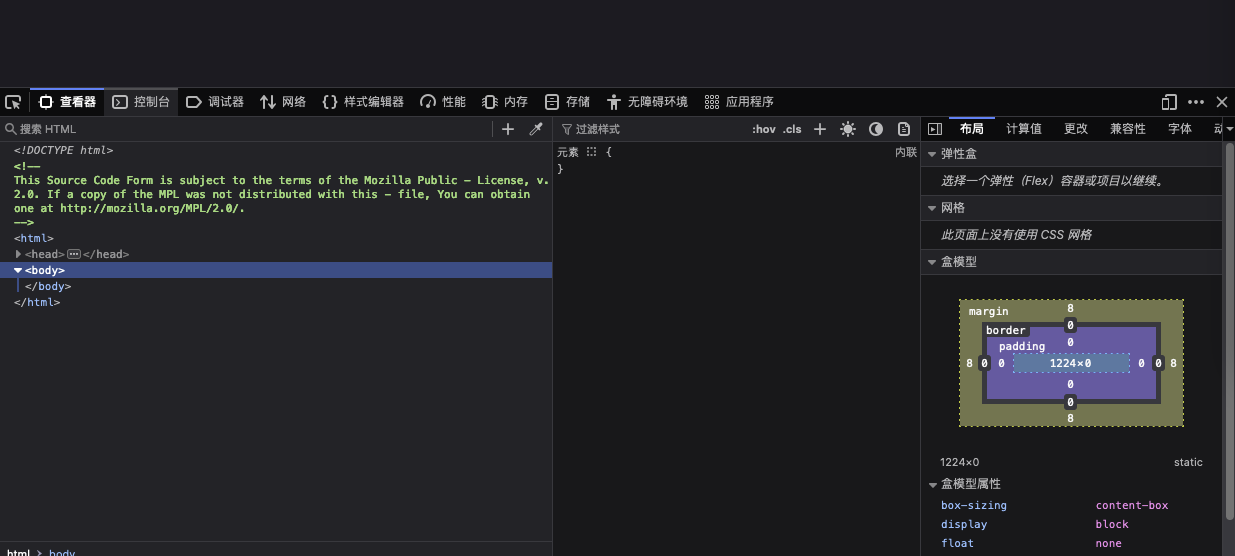 查看器 控制台 调试器 网络 样式编辑器 性能 内存 存储 无障碍环境 应用程序
搜索 HTML
<!DOCTYPE html>
<!--
This Source Code Form is subject to the terms of the Mozilla Public - License, v.
2.0. If a copy of the MPL was not distributed with this - file, You can obtain
one at http://mozilla.org/MPL/2.0/.
-->
<html>
<head> </head>
<body>
</body>
</html>
html > body
过滤样式 :hov .cls
元素 { 内联
}
布局 计算值 更改 兼容性 字体
弹性盒
选择一个弹性（Flex）容器或项目以继续。
网格
此页面上没有使用 CSS 网格
盒模型
margin 8
border 0
padding 0
8 0 0 1224×0 0 0 8
0
0
8
1224×0 static
盒模型属性
box-sizing content-box
display block
float none